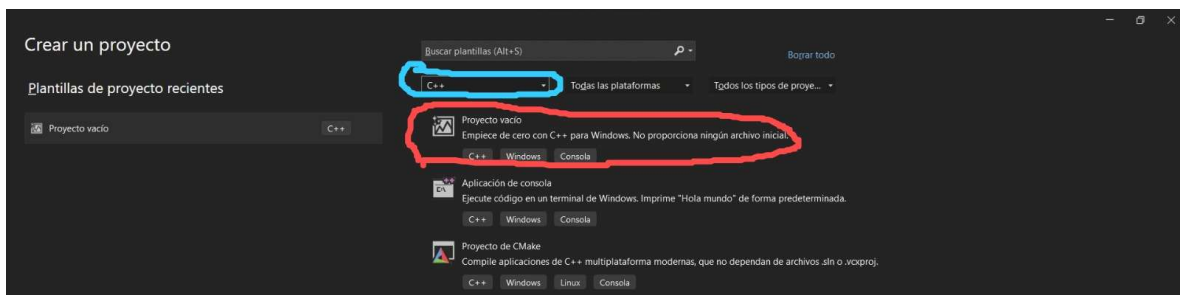 Crear un proyecto
Plantillas de proyecto recientes
Proyecto vacío C++
Buscar plantillas (Alt+S)
Borrar todo
C++ Todas las plataformas Todos los tipos de proye...
Proyecto vacío
Empiece de cero con C++ para Windows. No proporciona ningún archivo inicial.
C++ Windows Consola
Aplicación de consola
Ejecute código en un terminal de Windows. Imprime "Hola mundo" de forma predeterminada.
C++ Windows Consola
Proyecto de CMake
Compile aplicaciones de C++ multiplataforma modernas, que no dependan de archivos .sln o .vcxproj.
C++ Windows Linux Consola